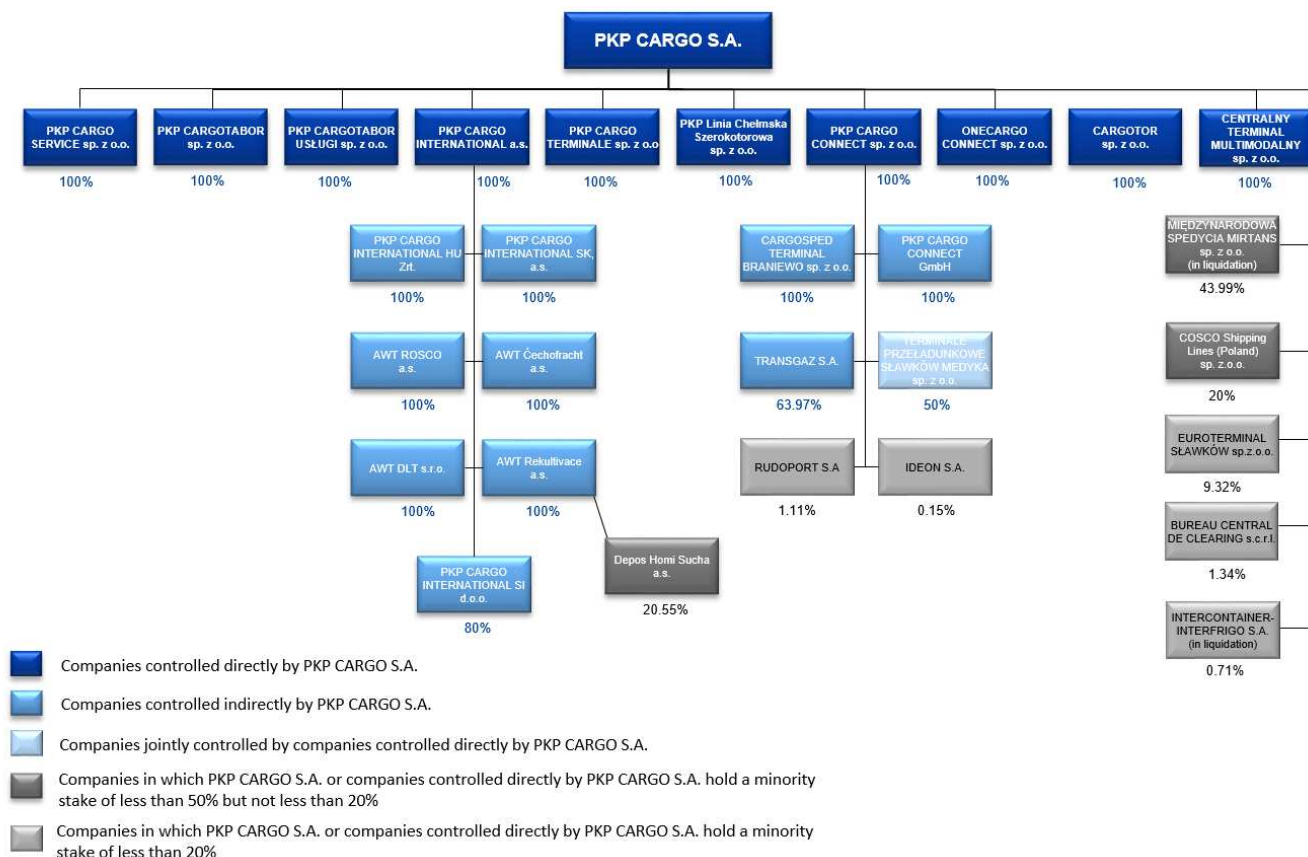 PKP CARGO S.A.
PKP CARGO
SERVICE sp. z o.o.
100%
PKP CARGOTABOR
sp. z o.o.
100%
PKP CARGOTABOR
USŁUGI sp. z o.o.
100%
PKP CARGO
INTERNATIONAL a.s.
100%
PKP CARGO
TERMINALE sp. z o.o
100%
PKP Linia Chełmska
Szerokotorowa
sp. z o.o.
100%
PKP CARGO
CONNECT sp. z o.o.
100%
ONECARGO
CONNECT sp. z o.o.
100%
CARGOTOR
sp. z o.o.
100%
CENTRALNY
TERMINAL
MULTIMODALNY
sp. z o.o.
100%
PKP CARGO
INTERNATIONAL HU
Zrt.
100%
PKP CARGO
INTERNATIONAL SK,
a.s.
100%
AWT ROSCO
a.s.
100%
AWT Čechofracht
a.s.
100%
AWT DLT s.r.o.
100%
AWT Rekultivace
a.s.
100%
PKP CARGO
INTERNATIONAL SI
d.o.o.
80%
Depos Horni Sucha
a.s.
20.55%
CARGOSPED
TERMINAL
BRANIEWO sp. z o.o.
100%
PKP CARGO
CONNECT
GmbH
100%
TRANSGAZ S.A.
63.97%
TERMINALE
PRZEŁADUNKOWE
SŁAWKÓW MEDYKA
sp. z o.o.
50%
RUDOPORT S.A
1.11%
IDEON S.A.
0.15%
MIĘDZYNARODOWA
SPEDYCIA MIRTANS
sp. z o.o.
(in liquidation)
43.99%
COSCO Shipping
Lines (Poland)
sp. z.o.o.
20%
EUROTERMINAL
SŁAWKÓW sp.z.o.o.
9.32%
BUREAU CENTRAL
DE CLEARING s.c.r.l.
1.34%
INTERCONTAINER-
INTERFRIGO S.A.
(in liquidation)
0.71%
Companies controlled directly by PKP CARGO S.A.
Companies controlled indirectly by PKP CARGO S.A.
Companies jointly controlled by companies controlled directly by PKP CARGO S.A.
Companies in which PKP CARGO S.A. or companies controlled directly by PKP CARGO S.A. hold a minority
stake of less than 50% but not less than 20%
Companies in which PKP CARGO S.A. or companies controlled directly by PKP CARGO S.A. hold a minority
stake of less than 20%